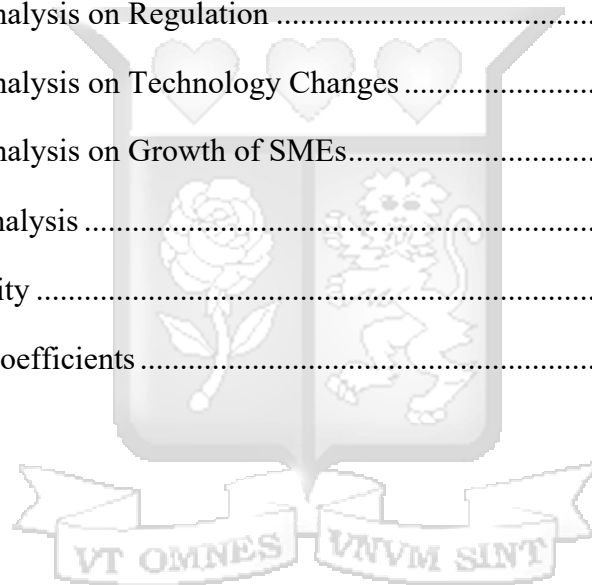 nalysis on Regulation ......................................................
nalysis on Technology Changes ................................
nalysis on Growth of SMEs.........................................
nalysis ..............................................................................
ity .....................................................................................
oefficients ......................................................................
VT OMNES VNVM SINT